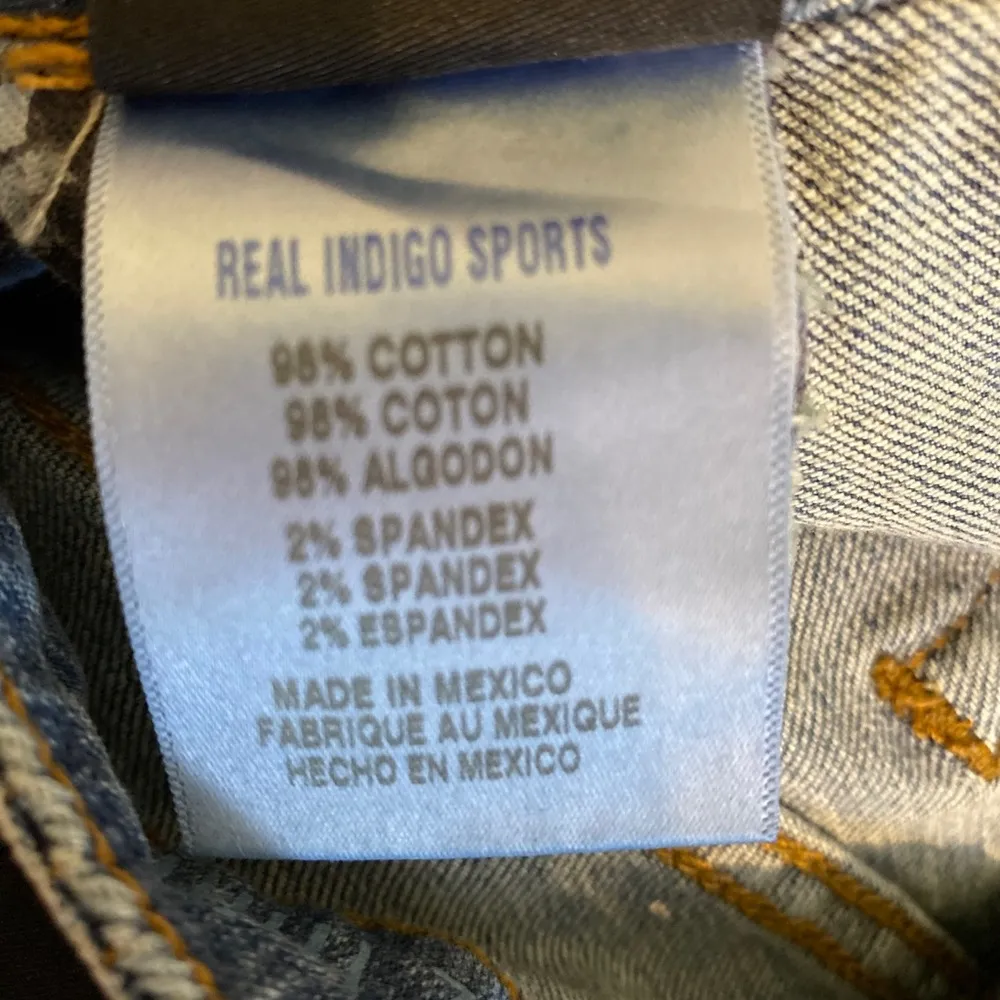 REAL INDIGO SPORTS
98% COTTON
98% COTON
98% ALGODON
2% SPANDEX
2% SPANDEX
2% ESPANDEX
MADE IN MEXICO
FABRIQUE AU MEXIQUE
HECHO EN MEXICO